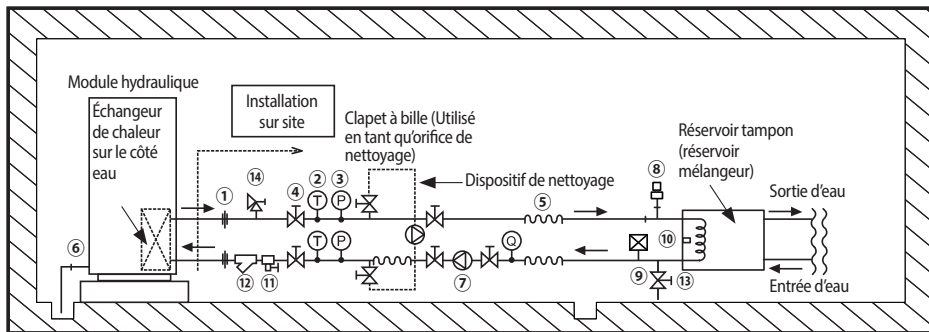 Module hydraulique
Échangeur
de chaleur
sur le côté
eau
Installation
sur site
Clapet à bille (Utilisé
en tant qu'orifice de
nettoyage)
Dispositif de nettoyage
Réservoir tampon
(réservoir
mélangeur)
Sortie d'eau
Entrée d'eau
① ⑭ ④ ② ③ ⑤ ⑧
T P
⑥ ⑩
T P Q
⑫ ⑪ ⑦ ⑨ ⑬